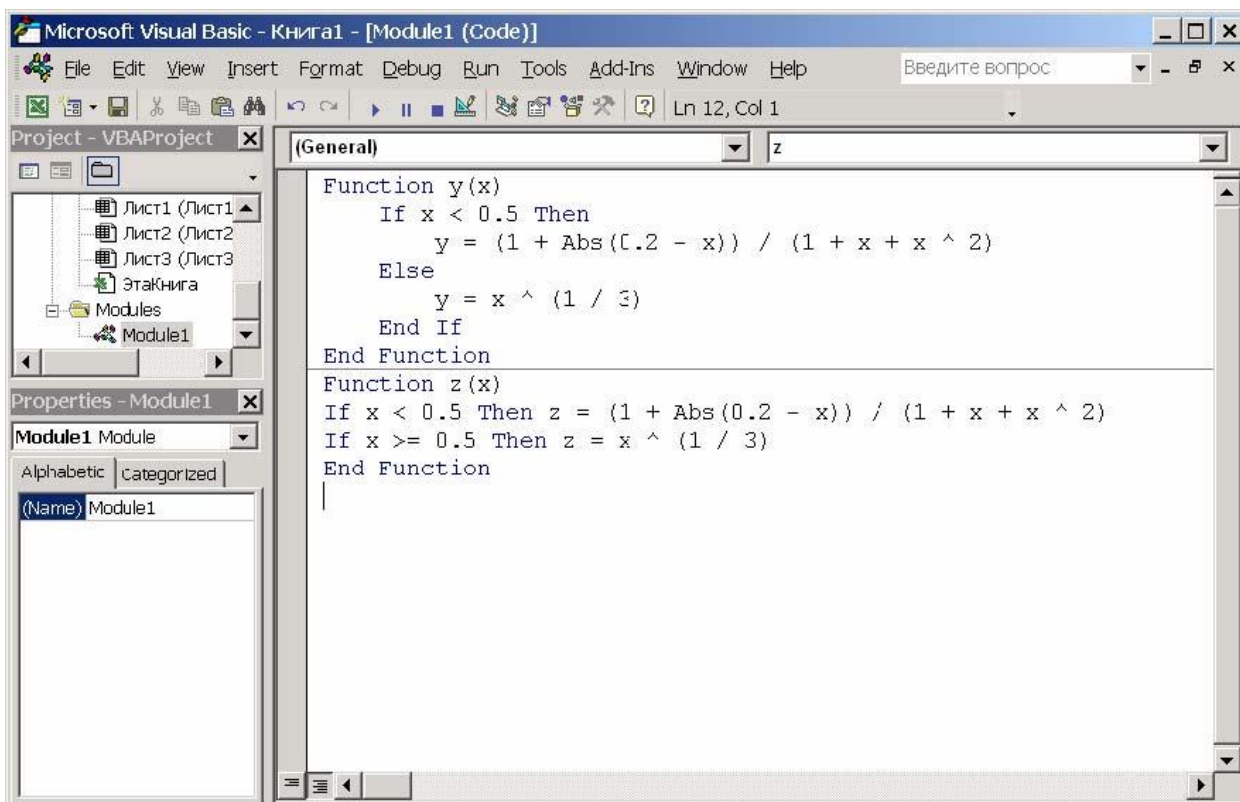 Microsoft Visual Basic - Книга1 - [Module1 (Code)]
File Edit View Insert Format Debug Run Tools Add-Ins Window Help Введите вопрос
Ln 12, Col 1
Project - VBAProject
(General) z
Лист1 (Лист1
Лист2 (Лист2
Лист3 (Лист3
ЭтаКнига
Modules
Module1
Properties - Module1
Module1 Module
Alphabetic Categorized
(Name) Module1
Function y(x)
If x < 0.5 Then
y = (1 + Abs(0.2 - x)) / (1 + x + x ^ 2)
Else
y = x ^ (1 / 3)
End If
End Function
Function z(x)
If x < 0.5 Then z = (1 + Abs(0.2 - x)) / (1 + x + x ^ 2)
If x >= 0.5 Then z = x ^ (1 / 3)
End Function